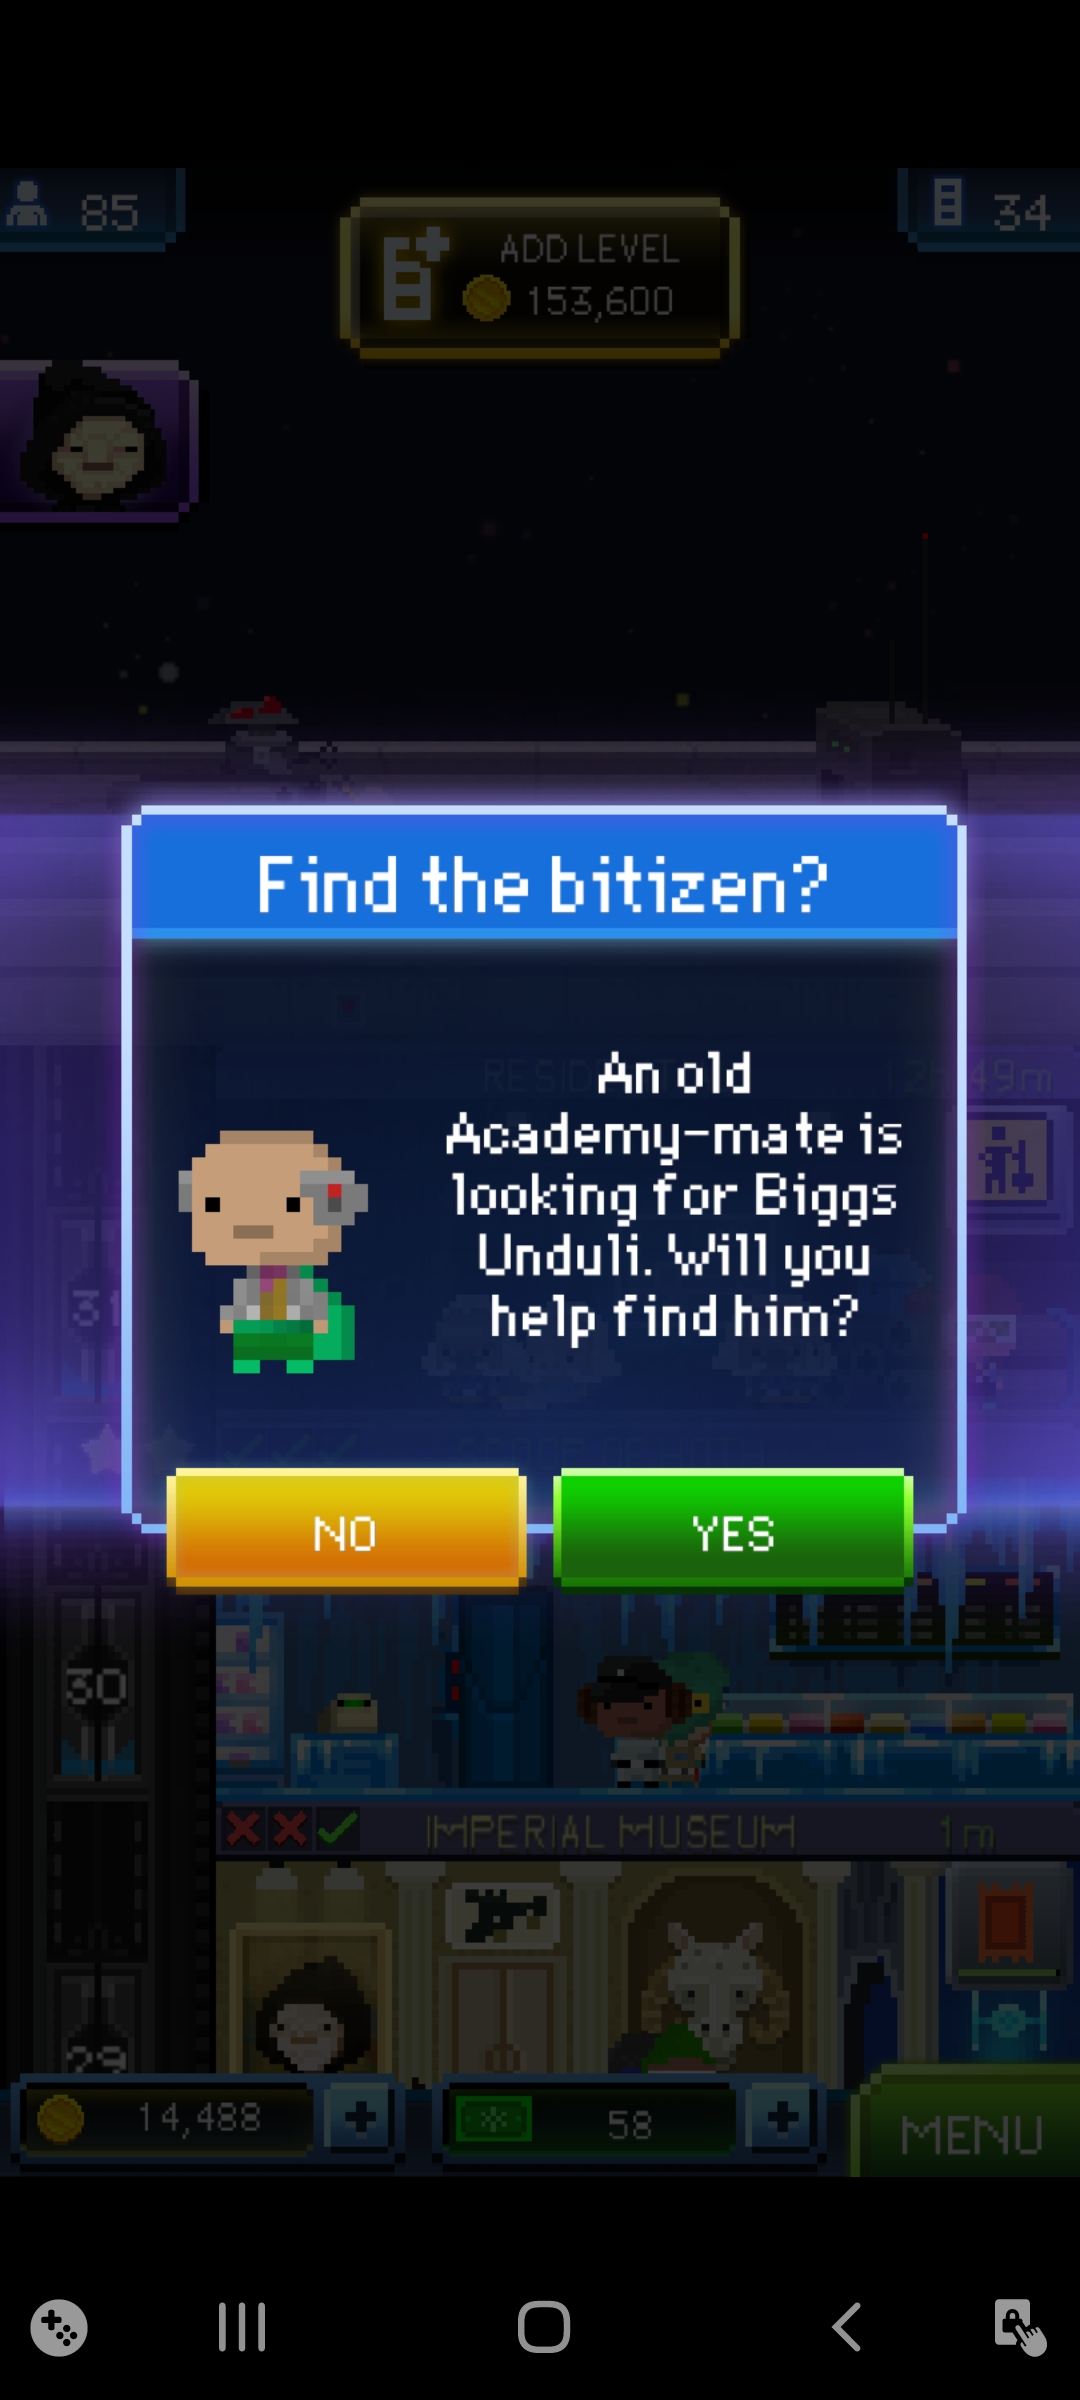 85
34
ADD LEVEL
153,600
Find the bitizen?
An old
Academy-mate is
looking for Biggs
Unduli. Will you
help find him?
31
NO
YES
30
IMPERIAL MUSEUM
1m
29
14,488
58
MENU